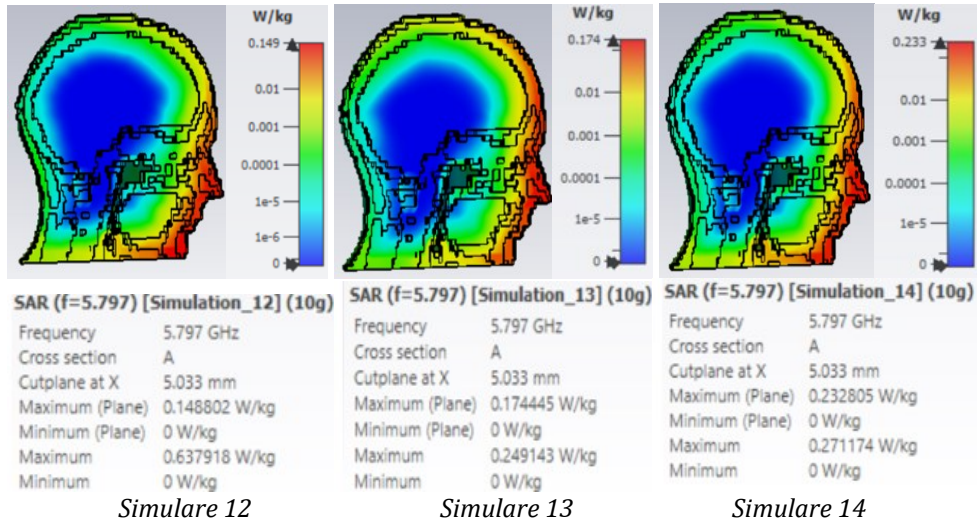 W/kg
0.149
0.01
0.001
0.0001
1e-5
1e-6
0
W/kg
0.174
0.01
0.001
0.0001
1e-5
0
W/kg
0.233
0.01
0.001
0.0001
1e-5
0
SAR (f=5.797) [Simulation_12] (10g)
Frequency 5.797 GHz
Cross section A
Cutplane at X 5.033 mm
Maximum (Plane) 0.148802 W/kg
Minimum (Plane) 0 W/kg
Maximum 0.637918 W/kg
Minimum 0 W/kg
Simulare 12
SAR (f=5.797) [Simulation_13] (10g)
Frequency 5.797 GHz
Cross section A
Cutplane at X 5.033 mm
Maximum (Plane) 0.174445 W/kg
Minimum (Plane) 0 W/kg
Maximum 0.249143 W/kg
Minimum 0 W/kg
Simulare 13
SAR (f=5.797) [Simulation_14] (10g)
Frequency 5.797 GHz
Cross section A
Cutplane at X 5.033 mm
Maximum (Plane) 0.232805 W/kg
Minimum (Plane) 0 W/kg
Maximum 0.271174 W/kg
Minimum 0 W/kg
Simulare 14